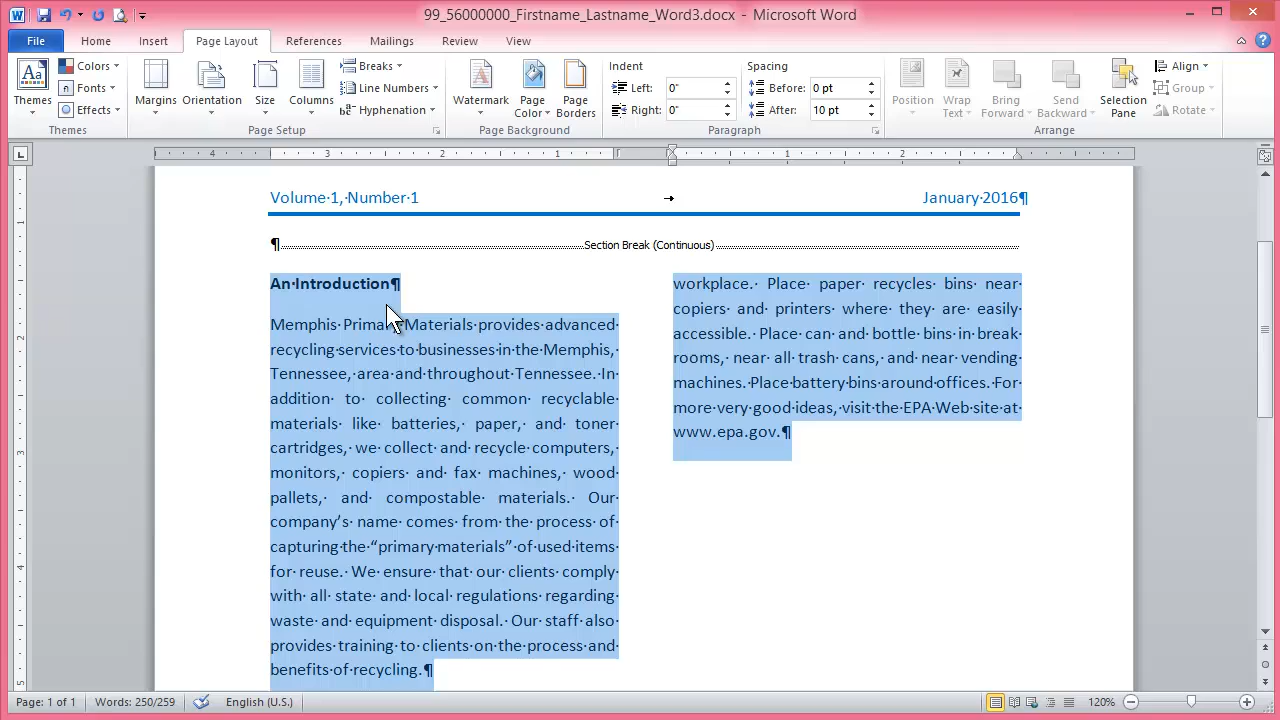 99_56000000_Firstname_Lastname_Word3.docx - Microsoft Word
File Home Insert Page Layout References Mailings Review View
Themes
Colors
Fonts
Effects
Themes
Margins
Orientation
Size
Columns
Breaks
Line Numbers
Hyphenation
Page Setup
Watermark
Page Color
Page Borders
Page Background
Indent
Left: 0"
Right: 0"
Spacing
Before: 0 pt
After: 10 pt
Paragraph
Position
Wrap Text
Bring Forward
Send Backward
Selection Pane
Align
Group
Rotate
Arrange
4 3 2 1 1 2
1
2
3
4
5
Volume·1,·Number·1 → January·2016¶
¶ Section Break (Continuous)
An·Introduction¶
Memphis· Primary· Materials· provides· advanced·
recycling·services·to·businesses·in·the·Memphis,·
Tennessee,·area·and·throughout·Tennessee.·In·
addition· to· collecting· common· recyclable·
materials· like· batteries,· paper,· and· toner·
cartridges,· we· collect· and· recycle· computers,·
monitors,· copiers· and· fax· machines,· wood·
pallets,· and· compostable· materials.· Our·
company’s· name· comes· from· the· process· of·
capturing·the·“primary·materials”·of·used·items·
for· reuse.· We· ensure· that· our· clients· comply·
with· all· state· and· local· regulations· regarding·
waste· and· equipment· disposal.· Our· staff· also·
provides·training·to·clients·on·the·process·and·
benefits·of·recycling.¶
workplace.· Place· paper· recycles· bins· near·
copiers· and· printers· where· they· are· easily·
accessible.· Place· can· and· bottle· bins· in· break·
rooms,· near· all· trash· cans,· and· near· vending·
machines.·Place·battery·bins·around·offices.·For·
more·very·good·ideas,·visit·the·EPA·Web·site·at·
www.epa.gov.¶
Page: 1 of 1 Words: 250/259 English (U.S.) 120%